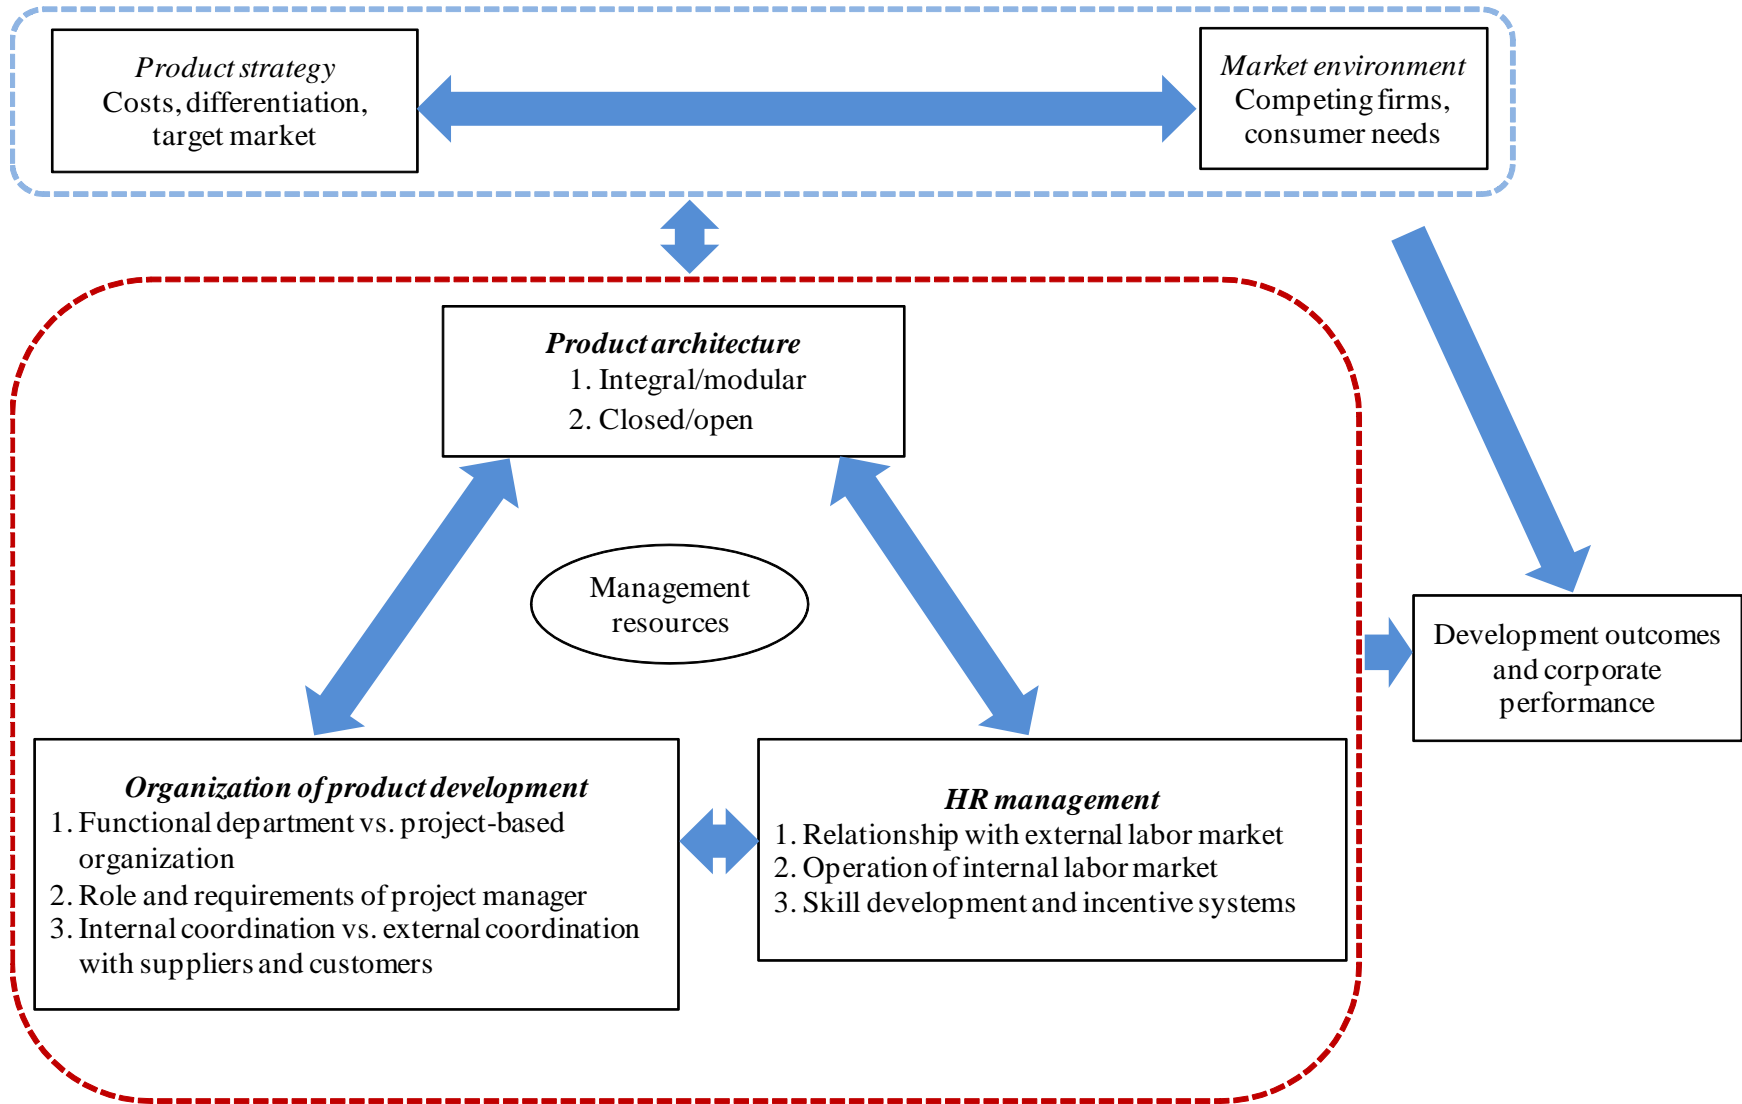 Product strategy
Costs, differentiation,
target market
Market environment
Competing firms,
consumer needs
Product architecture
1. Integral/modular
2. Closed/open
Management
resources
Development outcomes
and corporate
performance
Organization of product development
1. Functional department vs. project-based
organization
2. Role and requirements of project manager
3. Internal coordination vs. external coordination
with suppliers and customers
HR management
1. Relationship with external labor market
2. Operation of internal labor market
3. Skill development and incentive systems